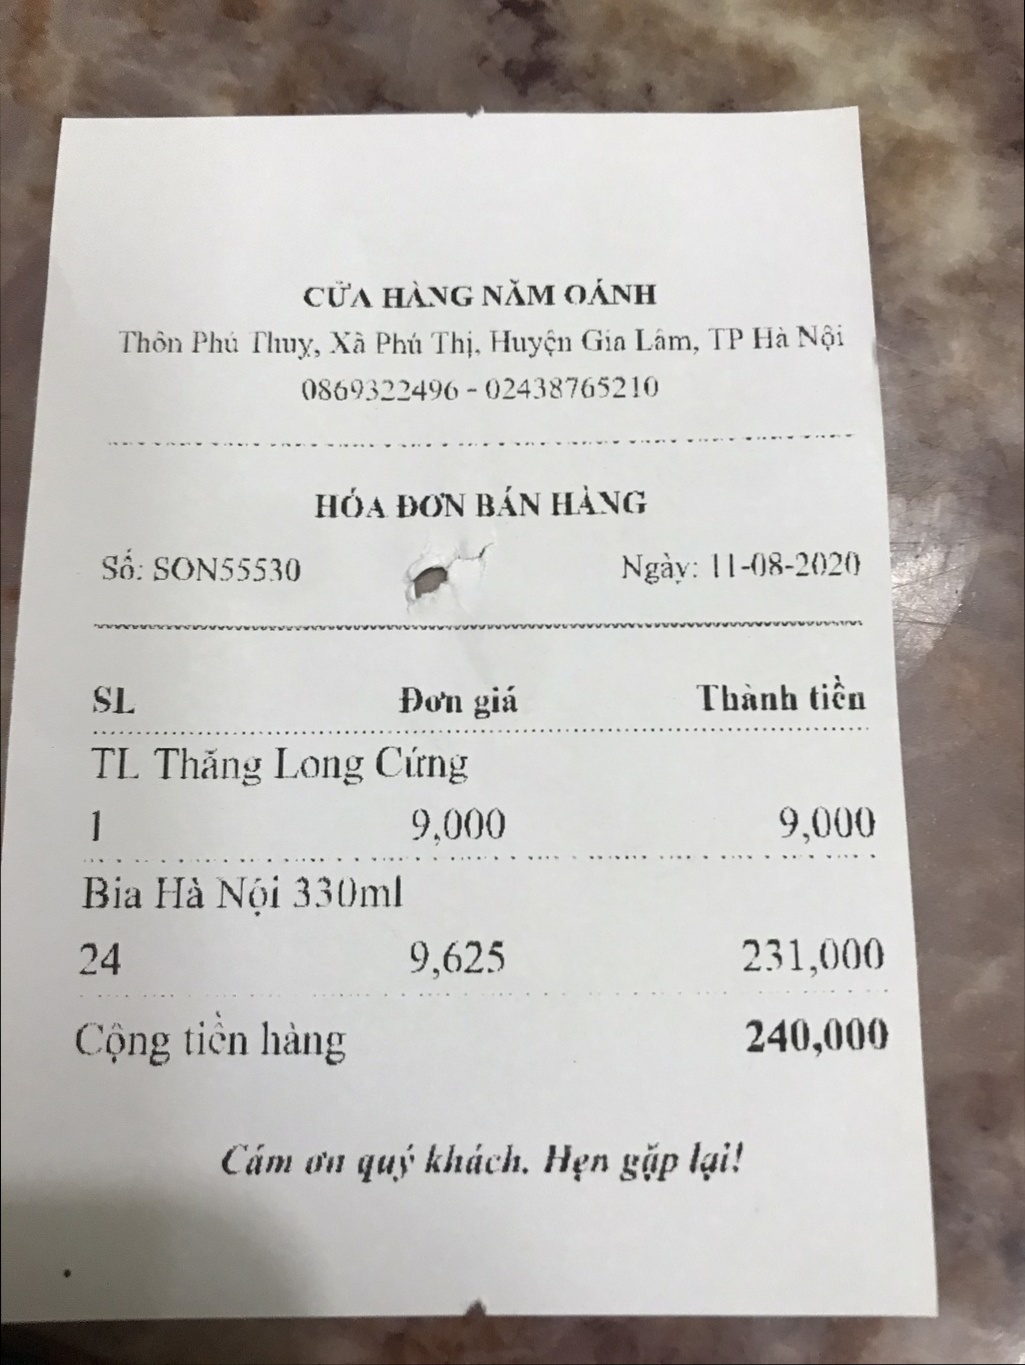 CỬA HÀNG NĂM OÁNH
Thôn Phú Thuỵ, Xã Phú Thị, Huyện Gia Lâm, TP Hà Nội
0869322496 - 02438765210
HÓA ĐƠN BÁN HÀNG
Số: SON55530 Ngày: 11-08-2020
SL Đơn giá Thành tiền
TL Thăng Long Cứng
1 9,000 9,000
Bia Hà Nội 330ml
24 9,625 231,000
Cộng tiền hàng 240,000
Cám ơn quý khách. Hẹn gặp lại!